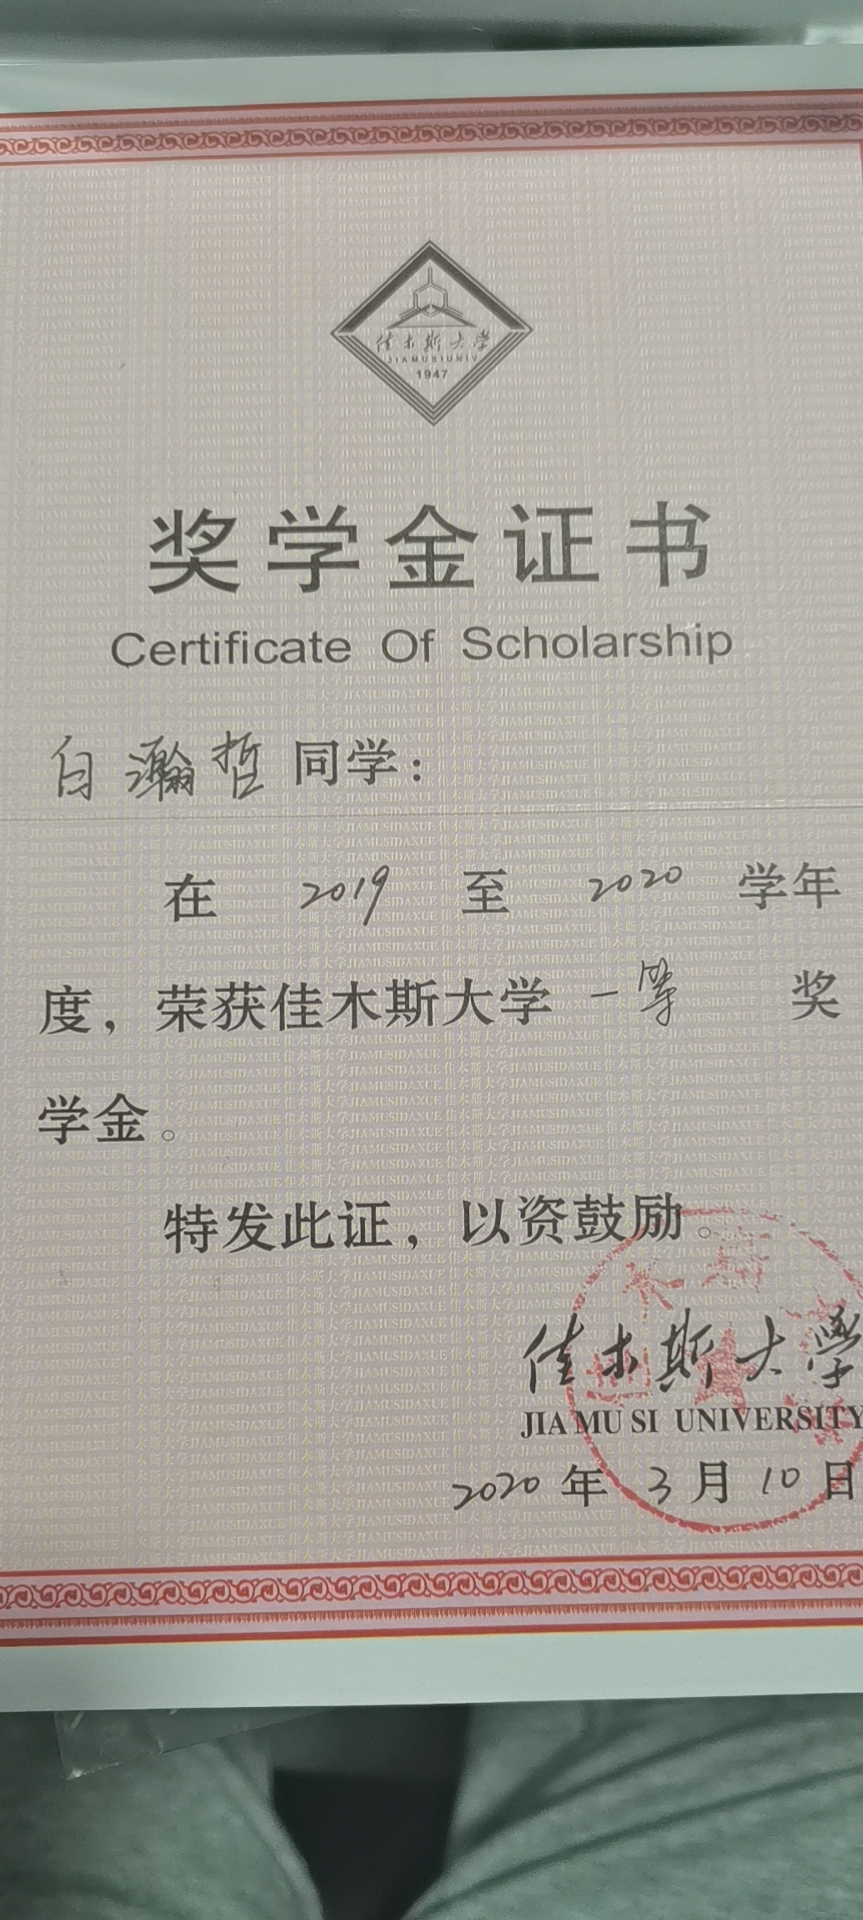 佳木斯大学
JIAMUSIUNIV
1947
奖学金证书
Certificate Of Scholarship
白瀚哲 同学：
在 2019 至 2020 学年
度，荣获佳木斯大学 一等 奖
学金。
特发此证，以资鼓励。
佳木斯大学
JIA MU SI UNIVERSITY
2020 年 3 月 10 日